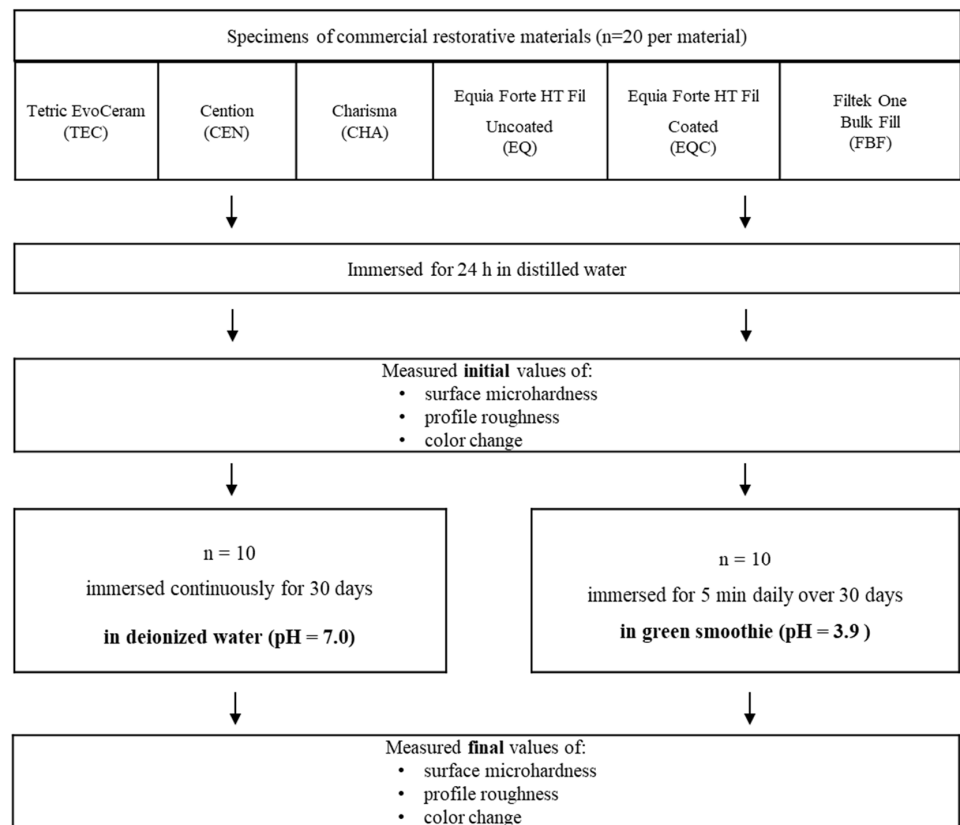 Specimens of commercial restorative materials (n=20 per material)
Tetric EvoCeram
(TEC)
Cention
(CEN)
Charisma
(CHA)
Equia Forte HT Fil
Uncoated
(EQ)
Equia Forte HT Fil
Coated
(EQC)
Filtek One
Bulk Fill
(FBF)
Immersed for 24 h in distilled water
Measured initial values of:
• surface microhardness
• profile roughness
• color change
n = 10
immersed continuously for 30 days
in deionized water (pH = 7.0)
n = 10
immersed for 5 min daily over 30 days
in green smoothie (pH = 3.9 )
Measured final values of:
• surface microhardness
• profile roughness
• color change